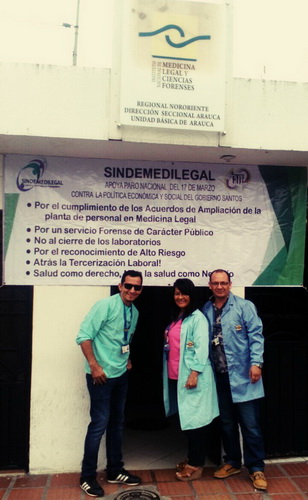 MEDICINA
LEGAL Y
CIENCIAS
FORENSES
REGIONAL NORORIENTE
DIRECCIÓN SECCIONAL ARAUCA
UNIDAD BÁSICA DE ARAUCA
SINDEMEDILEGAL
SINDEMEDILEGAL
APOYA PARO NACIONAL DEL 17 DE MARZO
CONTRA LA POLÍTICA ECONÓMICA Y SOCIAL DEL GOBIERNO SANTOS
• Por el cumplimiento de los Acuerdos de Ampliación de la
planta de personal en Medicina Legal
• Por un servicio Forense de Carácter Público
• No al cierre de los laboratorios
• Por el reconocimiento de Alto Riesgo
• Atrás la Tercerización Laboral!
• Salud como derecho, la salud como